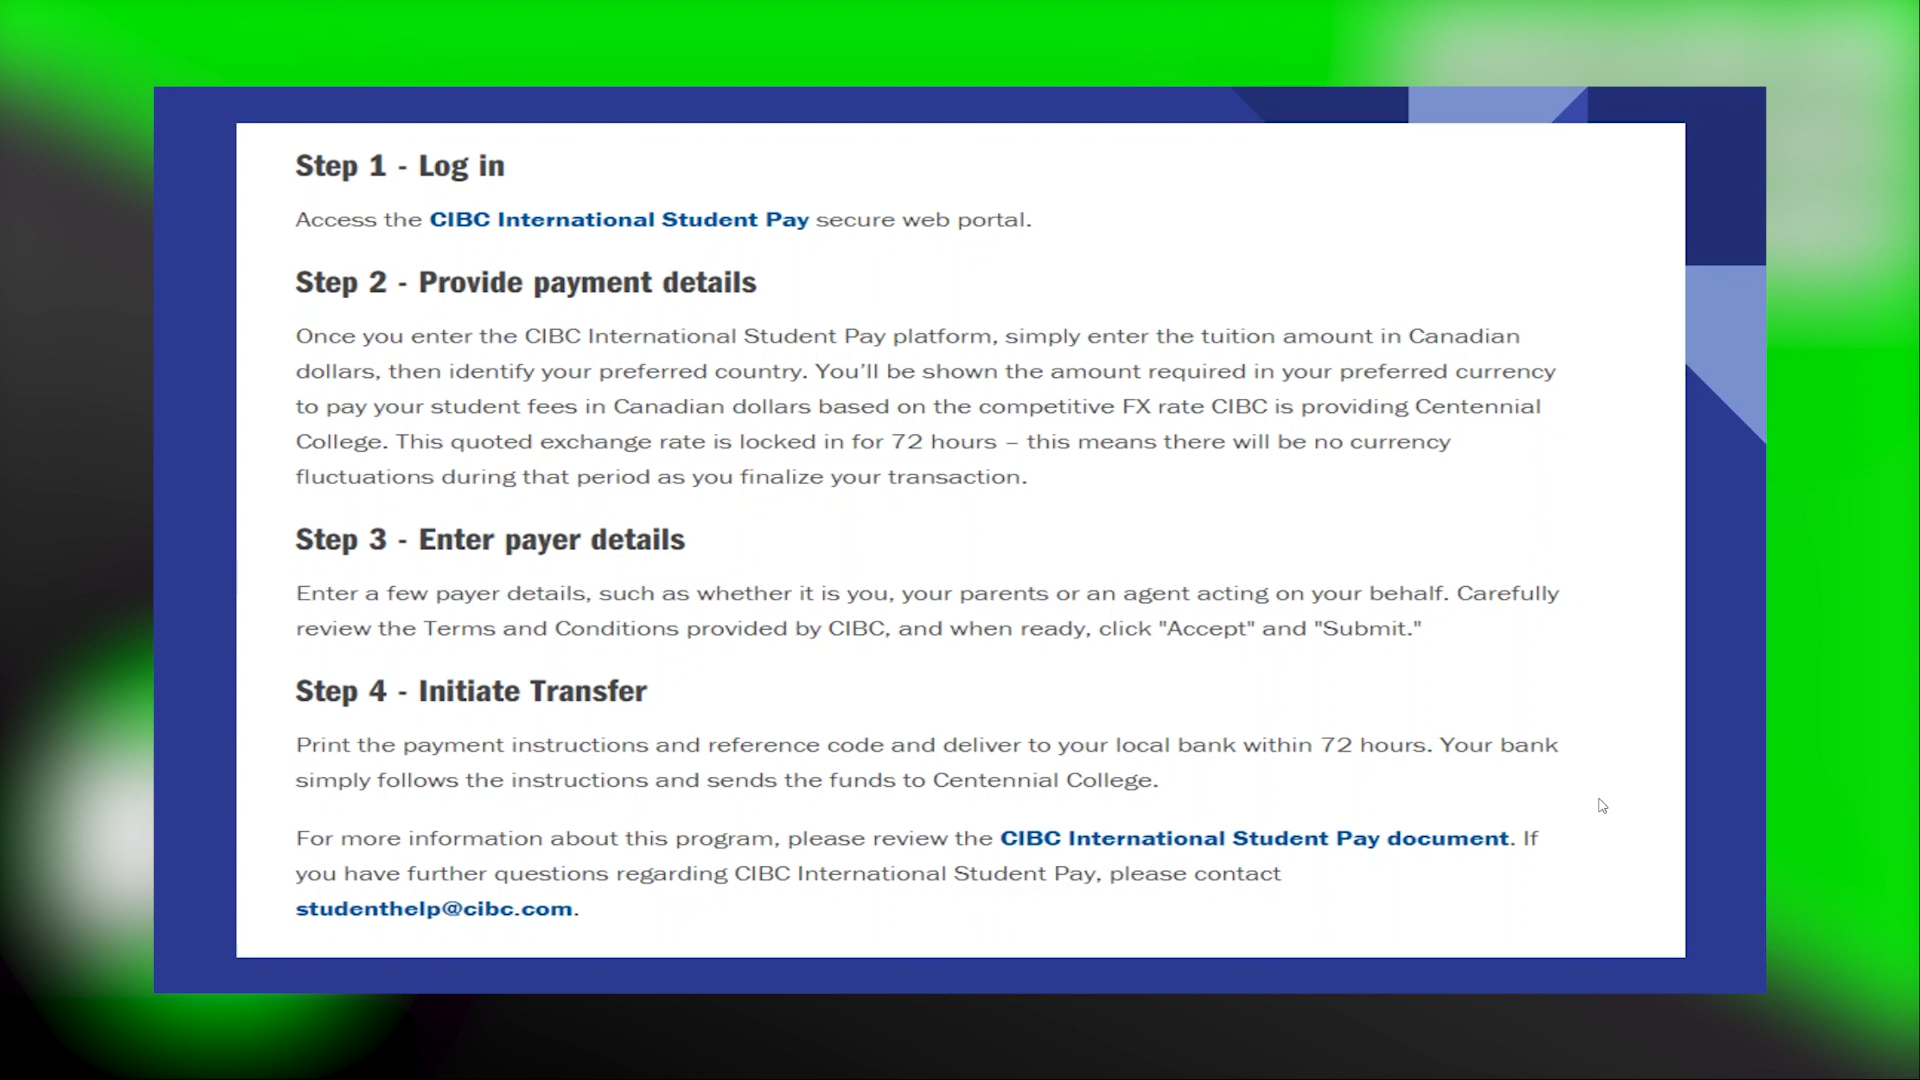 Step 1 - Log in
Access the CIBC International Student Pay secure web portal.
Step 2 - Provide payment details
Once you enter the CIBC International Student Pay platform, simply enter the tuition amount in Canadian
dollars, then identify your preferred country. You’ll be shown the amount required in your preferred currency
to pay your student fees in Canadian dollars based on the competitive FX rate CIBC is providing Centennial
College. This quoted exchange rate is locked in for 72 hours – this means there will be no currency
fluctuations during that period as you finalize your transaction.
Step 3 - Enter payer details
Enter a few payer details, such as whether it is you, your parents or an agent acting on your behalf. Carefully
review the Terms and Conditions provided by CIBC, and when ready, click "Accept" and "Submit."
Step 4 - Initiate Transfer
Print the payment instructions and reference code and deliver to your local bank within 72 hours. Your bank
simply follows the instructions and sends the funds to Centennial College.
For more information about this program, please review the CIBC International Student Pay document. If
you have further questions regarding CIBC International Student Pay, please contact
studenthelp@cibc.com.